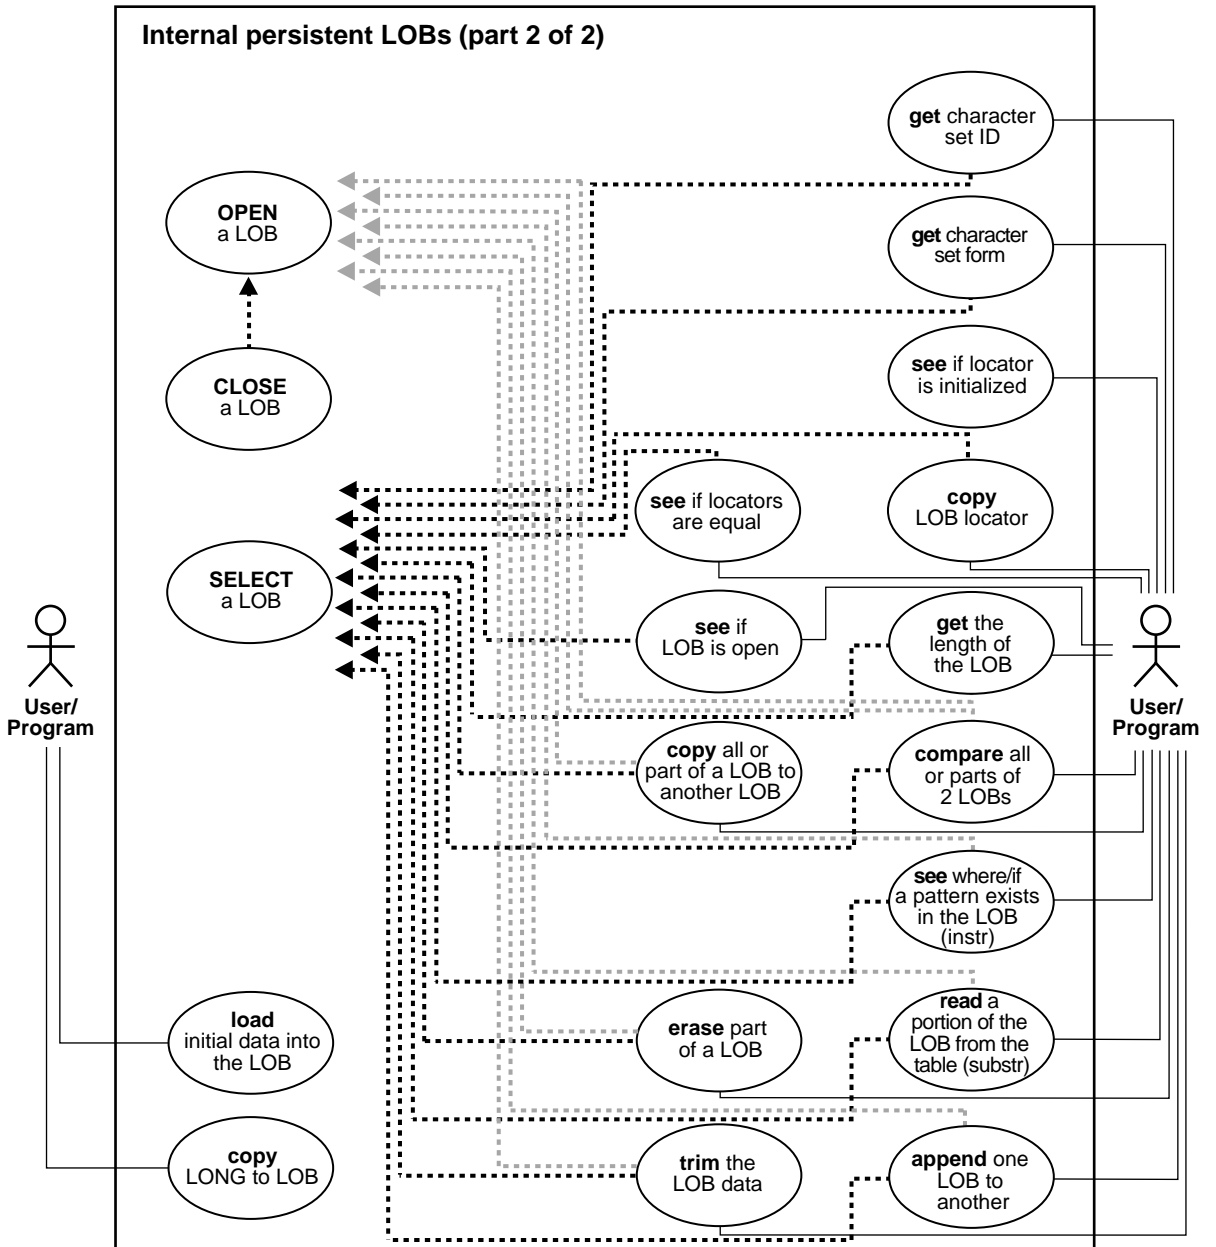 Internal persistent LOBs (part 2 of 2)
get character
set ID
OPEN
a LOB
get character
set form
CLOSE
a LOB
see if locator
is initialized
see if locators
are equal
copy
LOB locator
SELECT
a LOB
see if
LOB is open
get the
length of
the LOB
User/
Program
User/
Program
copy all or
part of a LOB to
another LOB
compare all
or parts of
2 LOBs
see where/if
a pattern exists
in the LOB
(instr)
load
initial data into
the LOB
erase part
of a LOB
read a
portion of the
LOB from the
table (substr)
copy
LONG to LOB
trim the
LOB data
append one
LOB to
another